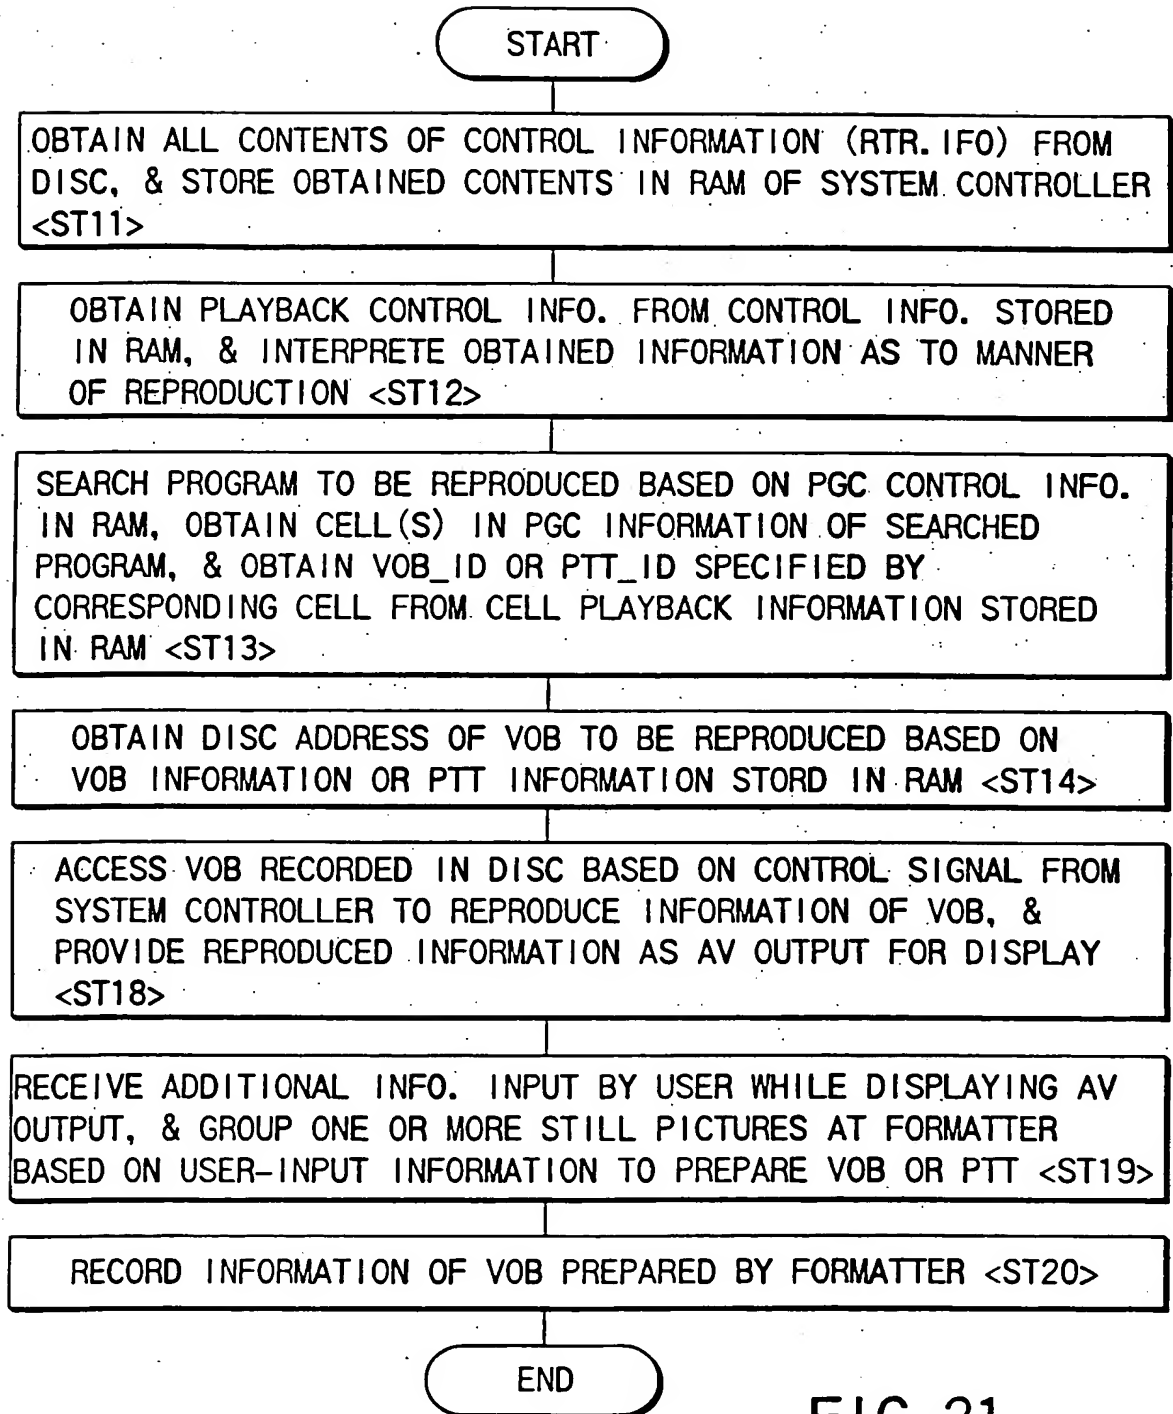 START
OBTAIN ALL CONTENTS OF CONTROL INFORMATION (RTR.IFO) FROM
DISC, & STORE OBTAINED CONTENTS IN RAM OF SYSTEM CONTROLLER
<ST11>
OBTAIN PLAYBACK CONTROL INFO. FROM CONTROL INFO. STORED
IN RAM, & INTERPRETE OBTAINED INFORMATION AS TO MANNER
OF REPRODUCTION <ST12>
SEARCH PROGRAM TO BE REPRODUCED BASED ON PGC CONTROL INFO.
IN RAM, OBTAIN CELL(S) IN PGC INFORMATION OF SEARCHED
PROGRAM, & OBTAIN VOB_ID OR PTT_ID SPECIFIED BY
CORRESPONDING CELL FROM CELL PLAYBACK INFORMATION STORED
IN RAM <ST13>
OBTAIN DISC ADDRESS OF VOB TO BE REPRODUCED BASED ON
VOB INFORMATION OR PTT INFORMATION STORD IN RAM <ST14>
ACCESS VOB RECORDED IN DISC BASED ON CONTROL SIGNAL FROM
SYSTEM CONTROLLER TO REPRODUCE INFORMATION OF VOB, &
PROVIDE REPRODUCED INFORMATION AS AV OUTPUT FOR DISPLAY
<ST18>
RECEIVE ADDITIONAL INFO. INPUT BY USER WHILE DISPLAYING AV
OUTPUT, & GROUP ONE OR MORE STILL PICTURES AT FORMATTER
BASED ON USER-INPUT INFORMATION TO PREPARE VOB OR PTT <ST19>
RECORD INFORMATION OF VOB PREPARED BY FORMATTER <ST20>
END
FIG. 21